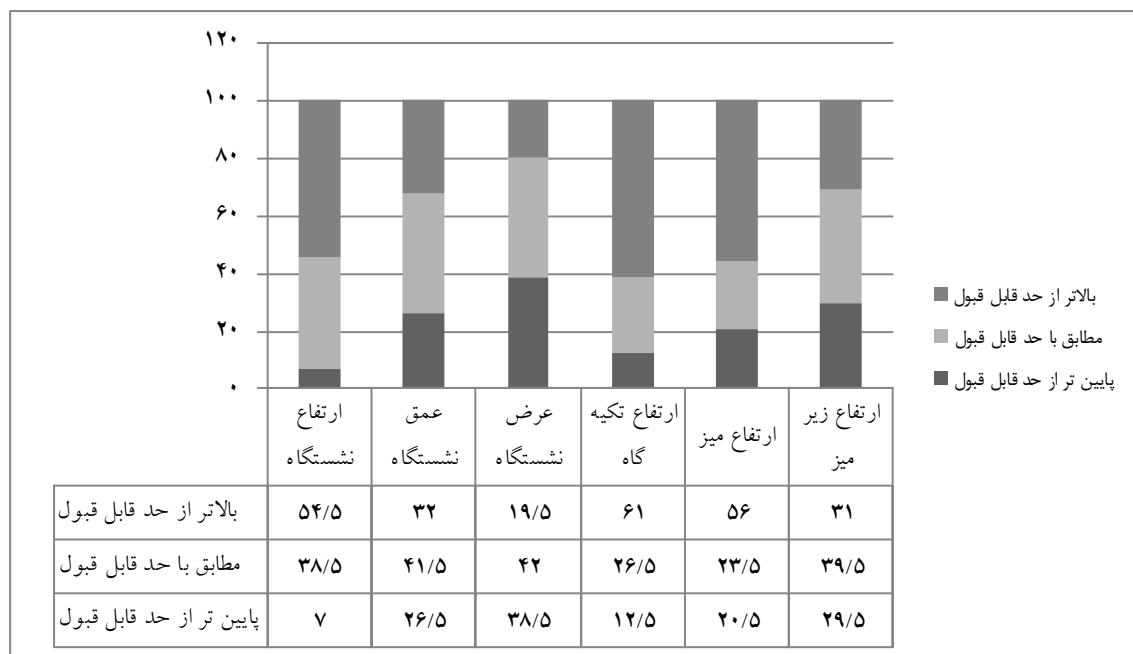 ۱۲۰
۱۰۰
۸۰
۶۰
۴۰
۲۰
۰
بالاتر از حد قابل قبول
مطابق با حد قابل قبول
پایین تر از حد قابل قبول
ارتفاع نشستگاه	عمق نشستگاه	عرض نشستگاه	ارتفاع تکیه گاه	ارتفاع میز	ارتفاع زیر میز
بالاتر از حد قابل قبول	۵۴/۵	۳۲	۱۹/۵	۶۱	۵۶	۳۱
مطابق با حد قابل قبول	۳۸/۵	۴۱/۵	۴۲	۲۶/۵	۲۳/۵	۳۹/۵
پایین تر از حد قابل قبول	۷	۲۶/۵	۳۸/۵	۱۲/۵	۲۰/۵	۲۹/۵